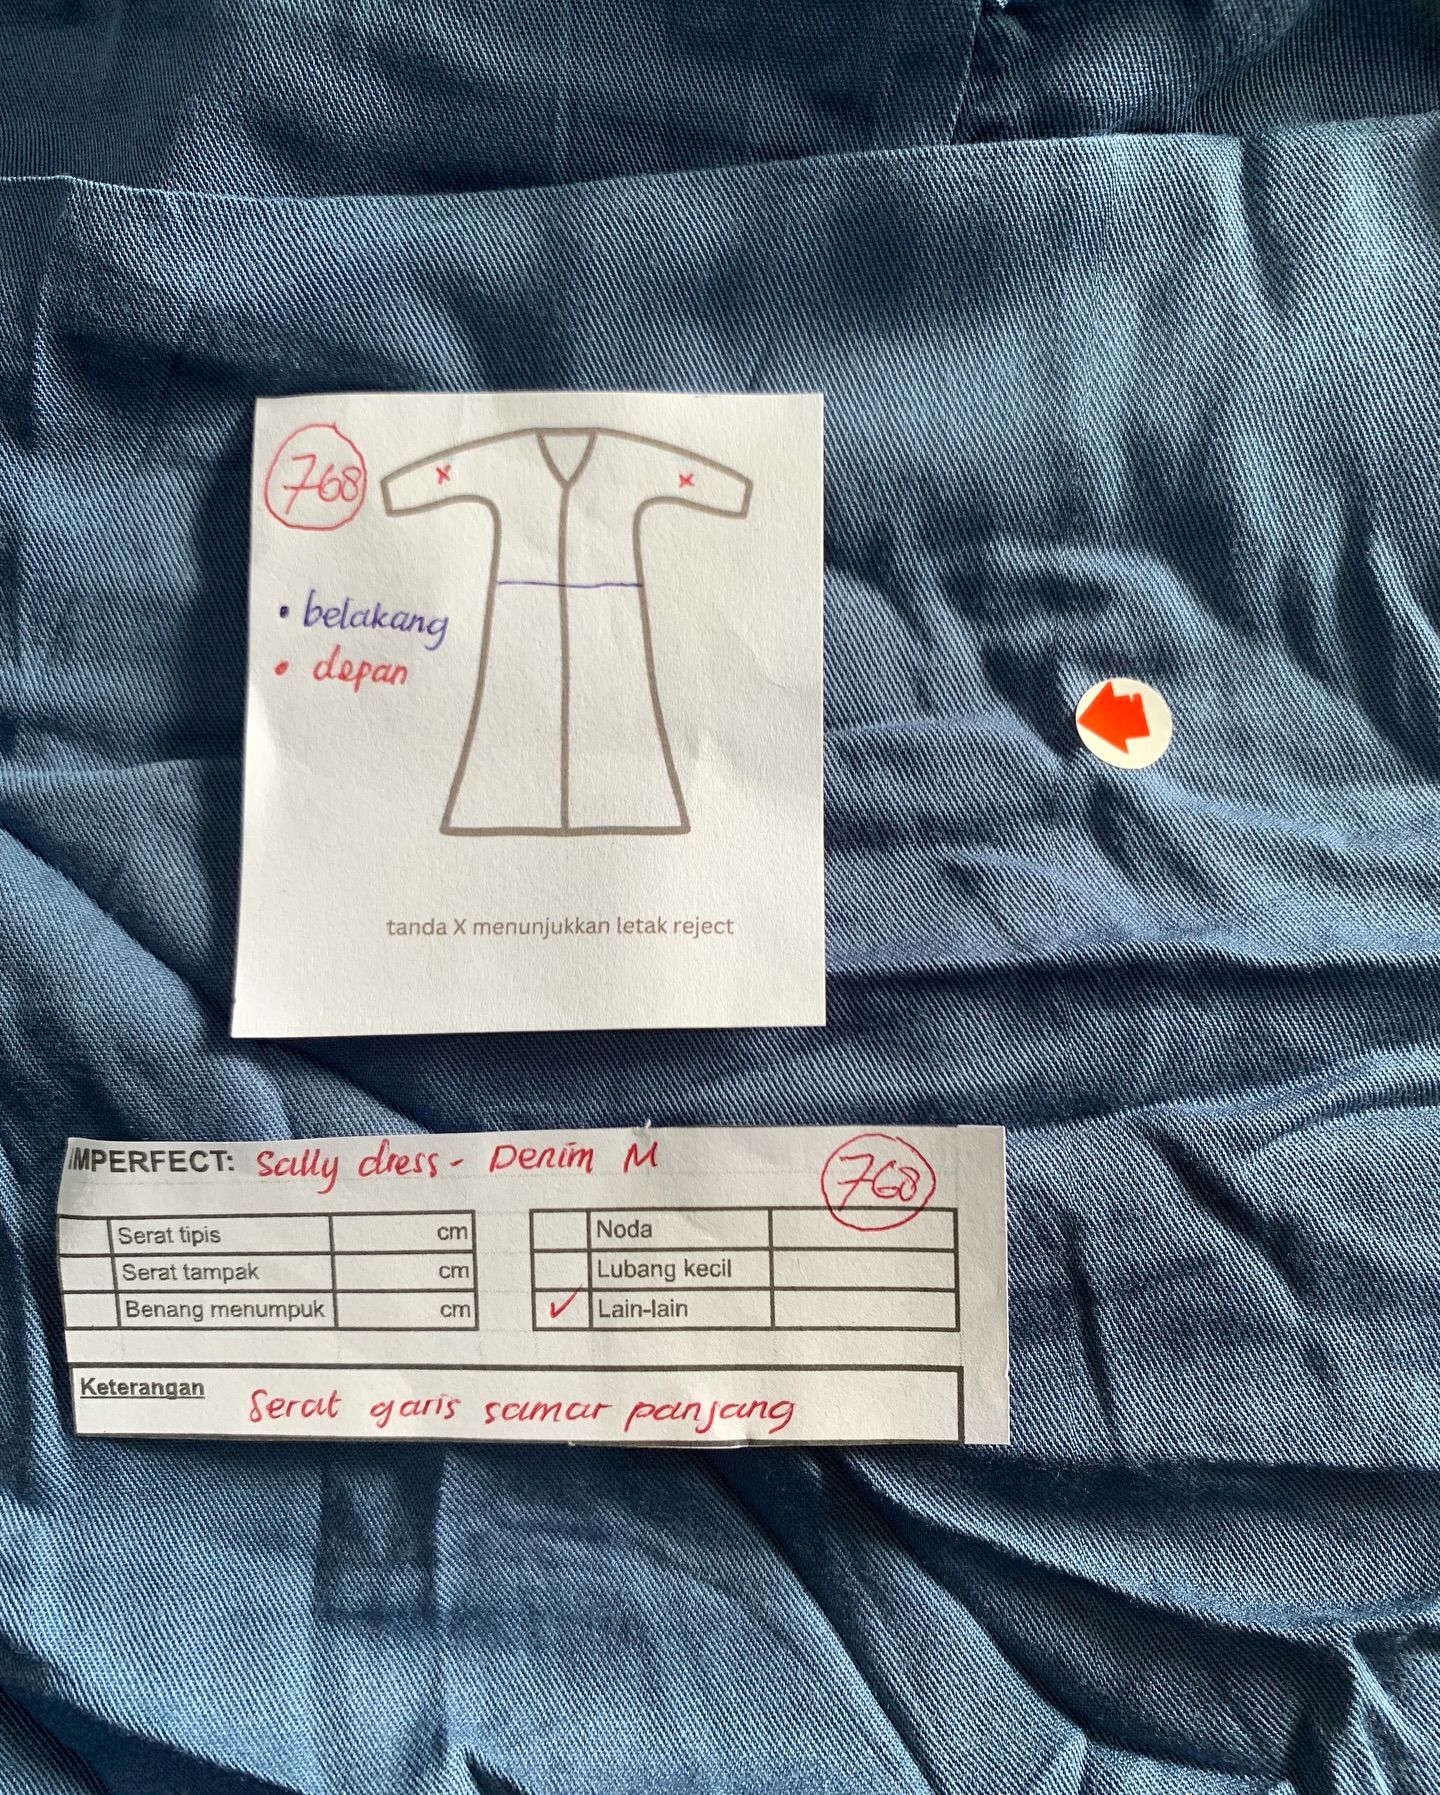 768
• belakang
• depan
tanda X menunjukkan letak reject
IMPERFECT: Sally dress - Denim M
768
Serat tipis cm
Serat tampak cm
Benang menumpuk cm
Noda
Lubang kecil
✓ Lain-lain
Keterangan
Serat garis samar panjang